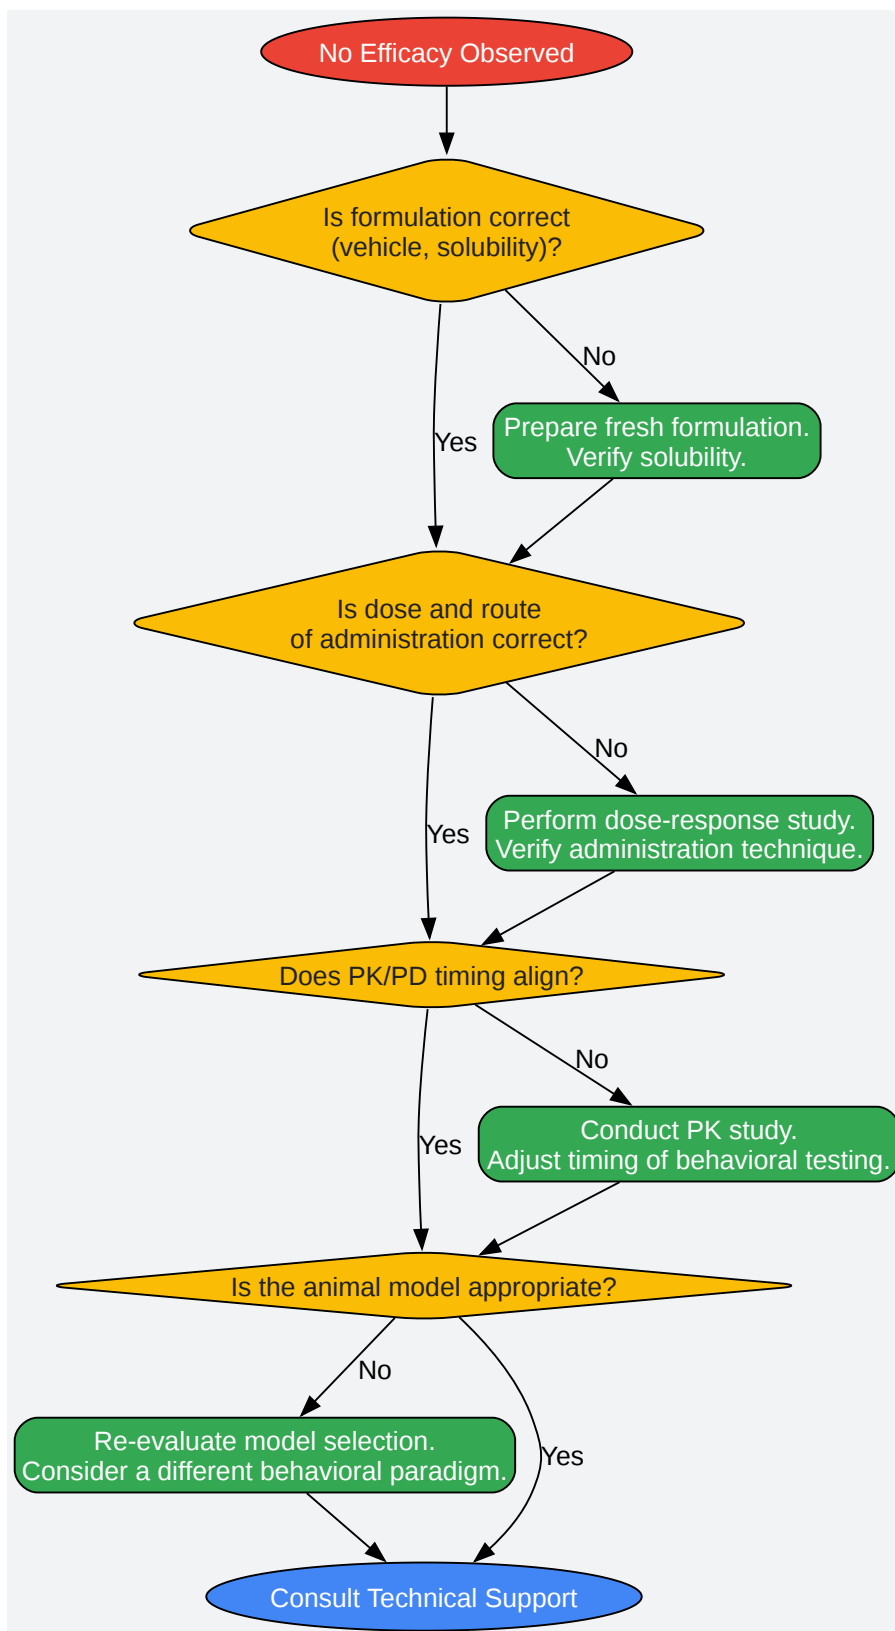 No Efficacy Observed
Is formulation correct
(vehicle, solubility)?
No
Yes
Prepare fresh formulation.
Verify solubility.
Is dose and route
of administration correct?
No
Yes
Perform dose-response study.
Verify administration technique.
Does PK/PD timing align?
No
Yes
Conduct PK study.
Adjust timing of behavioral testing.
Is the animal model appropriate?
No
Yes
Re-evaluate model selection.
Consider a different behavioral paradigm.
Consult Technical Support